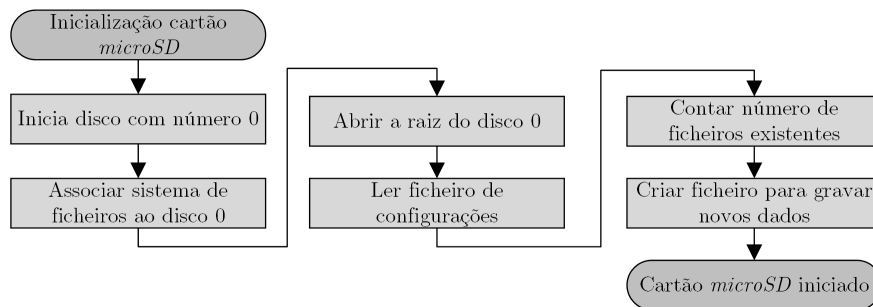 Inicialização cartão
microSD
Inicia disco com número 0
Associar sistema de
ficheiros ao disco 0
Abrir a raiz do disco 0
Ler ficheiro de
configurações
Contar número de
ficheiros existentes
Criar ficheiro para gravar
novos dados
Cartão microSD iniciado